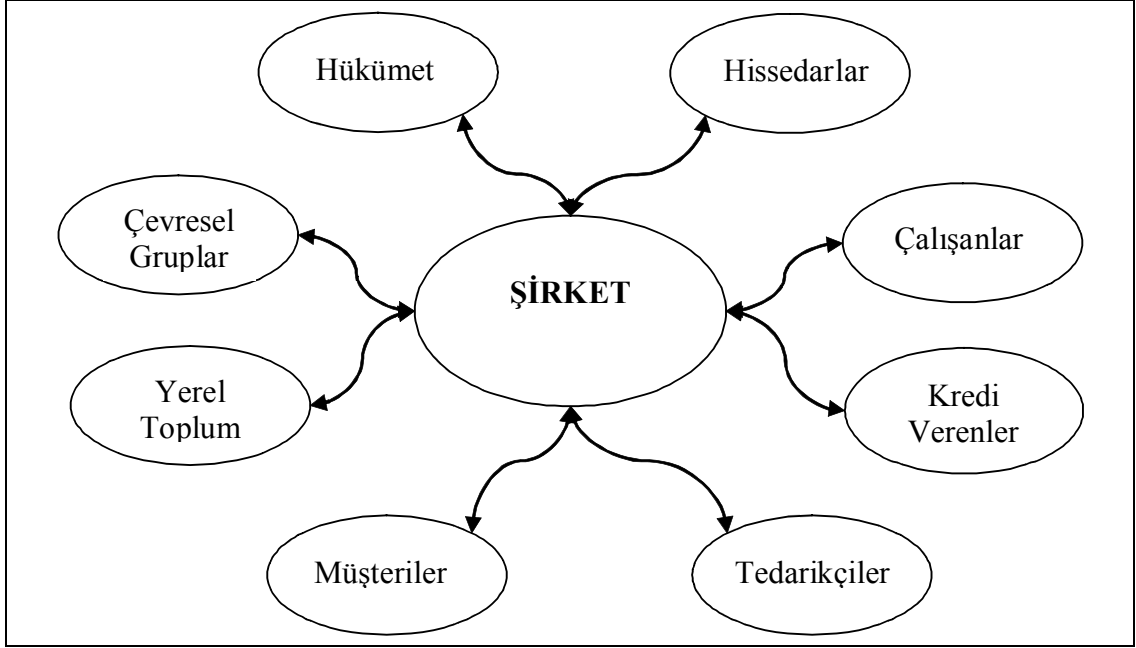 Hükümet
Hissedarlar
Çevresel
Gruplar
Çalışanlar
ŞİRKET
Yerel
Toplum
Kredi
Verenler
Müşteriler
Tedarikçiler